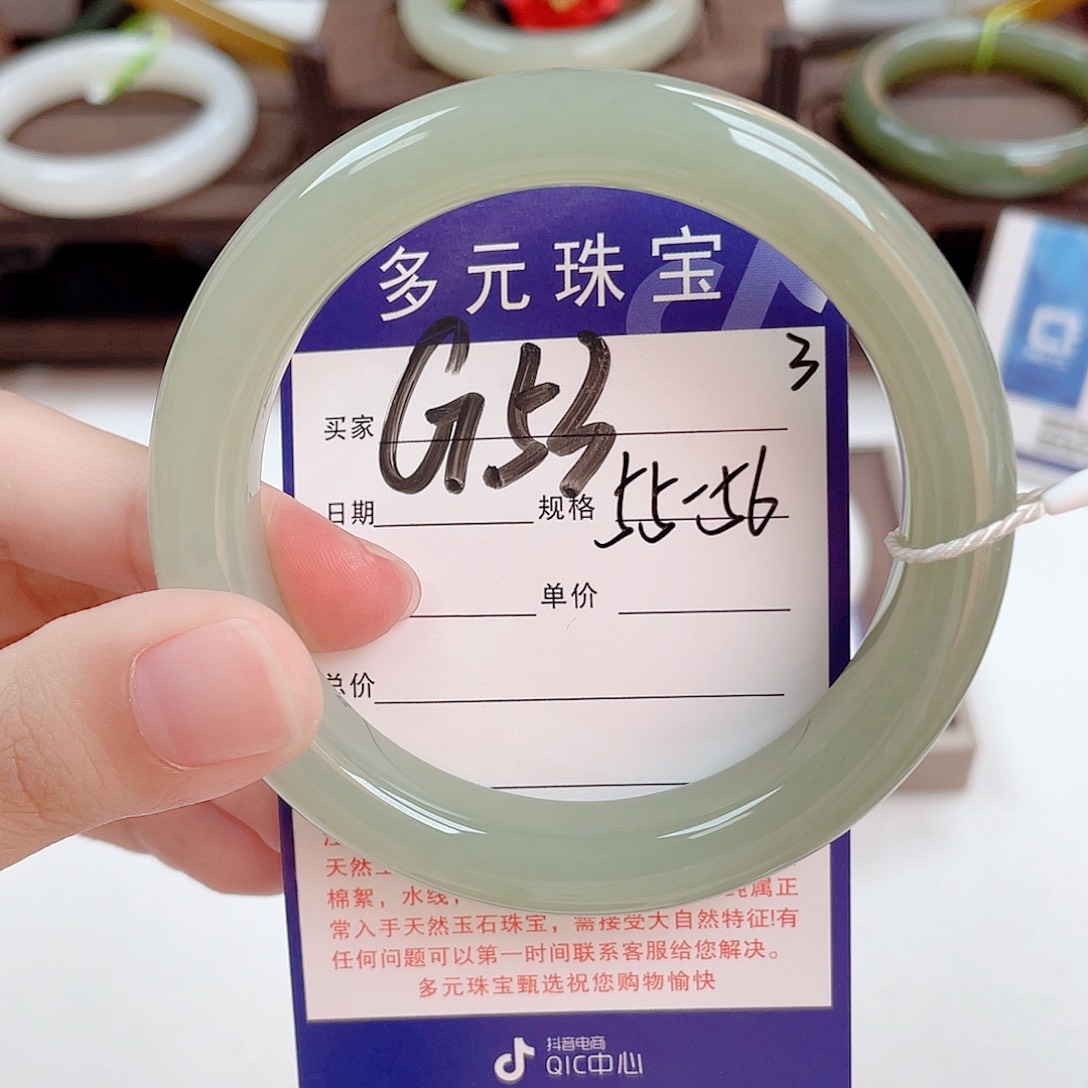 多元珠宝
3
买家 G53
日期 规格 55-56
单价
总价
天然
棉絮，水线， 纯属正
常入手天然玉石珠宝，需接受大自然特征!有
任何问题可以第一时间联系客服给您解决。
多元珠宝甄选祝您购物愉快
抖音电商
QIC中心